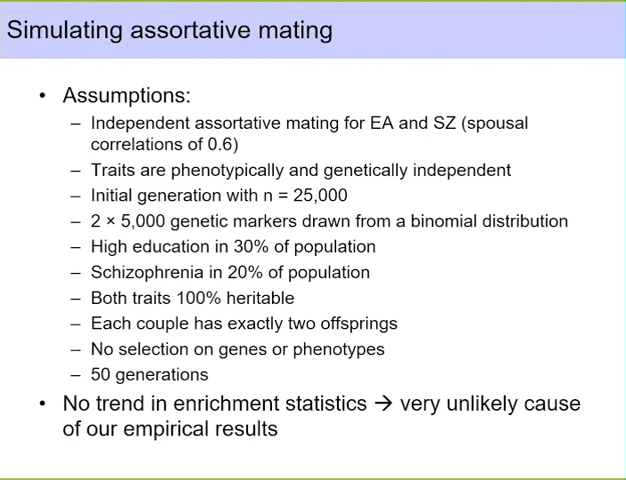 Simulating assortative mating
• Assumptions:
– Independent assortative mating for EA and SZ (spousal
correlations of 0.6)
– Traits are phenotypically and genetically independent
– Initial generation with n = 25,000
– 2 × 5,000 genetic markers drawn from a binomial distribution
– High education in 30% of population
– Schizophrenia in 20% of population
– Both traits 100% heritable
– Each couple has exactly two offsprings
– No selection on genes or phenotypes
– 50 generations
• No trend in enrichment statistics → very unlikely cause
of our empirical results